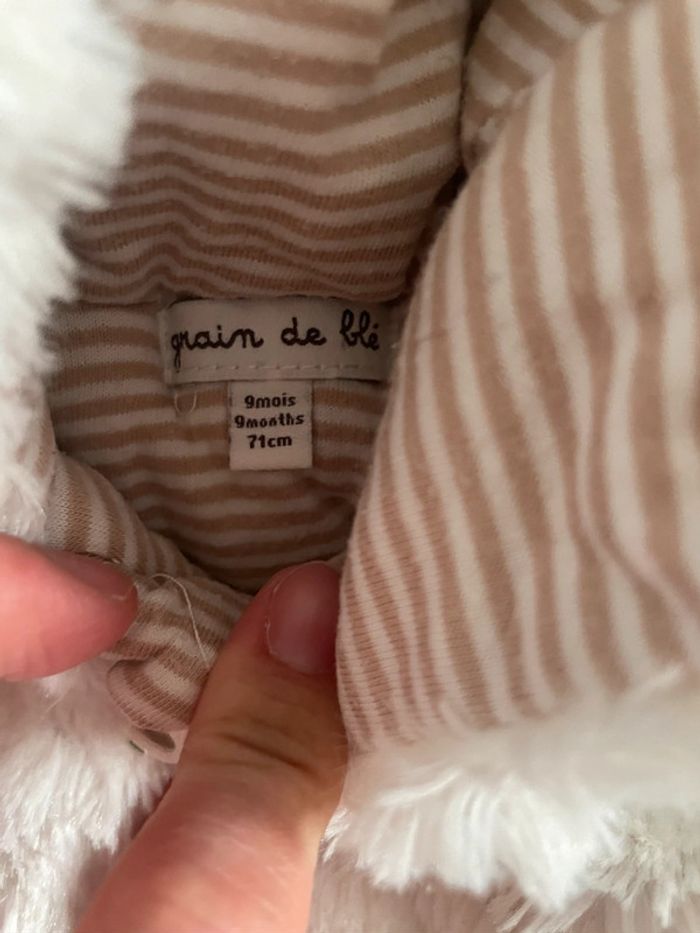 grain de blé
9mois
9months
71cm